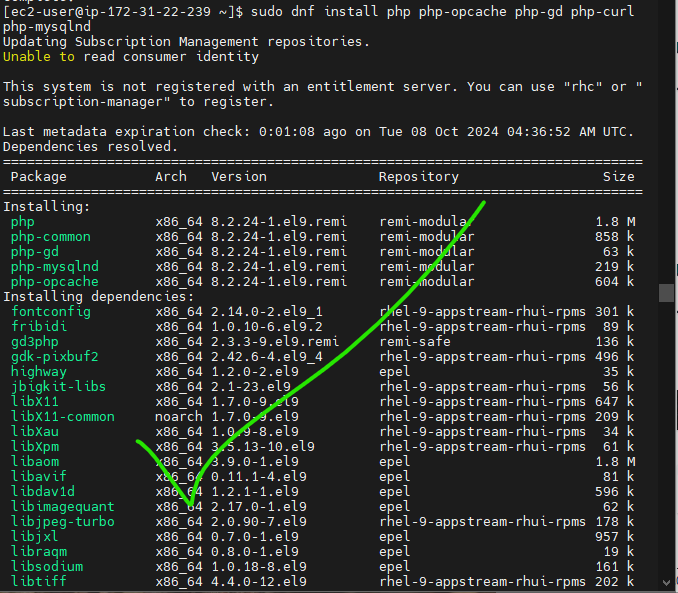 [ec2-user@ip-172-31-22-239 ~]$ sudo dnf install php php-opcache php-gd php-curl
php-mysqlnd
Updating Subscription Management repositories.
Unable to read consumer identity
This system is not registered with an entitlement server. You can use "rhc" or "
subscription-manager" to register.
Last metadata expiration check: 0:01:08 ago on Tue 08 Oct 2024 04:36:52 AM UTC.
Dependencies resolved.
================================================================================
Package Arch Version Repository Size
================================================================================
Installing:
php x86_64 8.2.24-1.el9.remi remi-modular 1.8 M
php-common x86_64 8.2.24-1.el9.remi remi-modular 858 k
php-gd x86_64 8.2.24-1.el9.remi remi-modular 63 k
php-mysqlnd x86_64 8.2.24-1.el9.remi remi-modular 219 k
php-opcache x86_64 8.2.24-1.el9.remi remi-modular 604 k
Installing dependencies:
fontconfig x86_64 2.14.0-2.el9_1 rhel-9-appstream-rhui-rpms 301 k
fribidi x86_64 1.0.10-6.el9.2 rhel-9-appstream-rhui-rpms 89 k
gd3php x86_64 2.3.3-9.el9.remi remi-safe 136 k
gdk-pixbuf2 x86_64 2.42.6-4.el9_4 rhel-9-appstream-rhui-rpms 496 k
highway x86_64 1.2.0-2.el9 epel 35 k
jbigkit-libs x86_64 2.1-23.el9 rhel-9-appstream-rhui-rpms 56 k
libX11 x86_64 1.7.0-9.el9 rhel-9-appstream-rhui-rpms 647 k
libX11-common noarch 1.7.0-9.el9 rhel-9-appstream-rhui-rpms 209 k
libXau x86_64 1.0.9-8.el9 rhel-9-appstream-rhui-rpms 34 k
libXpm x86_64 3.5.13-10.el9 rhel-9-appstream-rhui-rpms 61 k
libaom x86_64 3.9.0-1.el9 epel 1.8 M
libavif x86_64 0.11.1-4.el9 epel 81 k
libdav1d x86_64 1.2.1-1.el9 epel 596 k
libimagequant x86_64 2.17.0-1.el9 epel 62 k
libjpeg-turbo x86_64 2.0.90-7.el9 rhel-9-appstream-rhui-rpms 178 k
libjxl x86_64 0.7.0-1.el9 epel 957 k
libraqm x86_64 0.8.0-1.el9 epel 19 k
libsodium x86_64 1.0.18-8.el9 epel 161 k
libtiff x86_64 4.4.0-12.el9 rhel-9-appstream-rhui-rpms 202 k